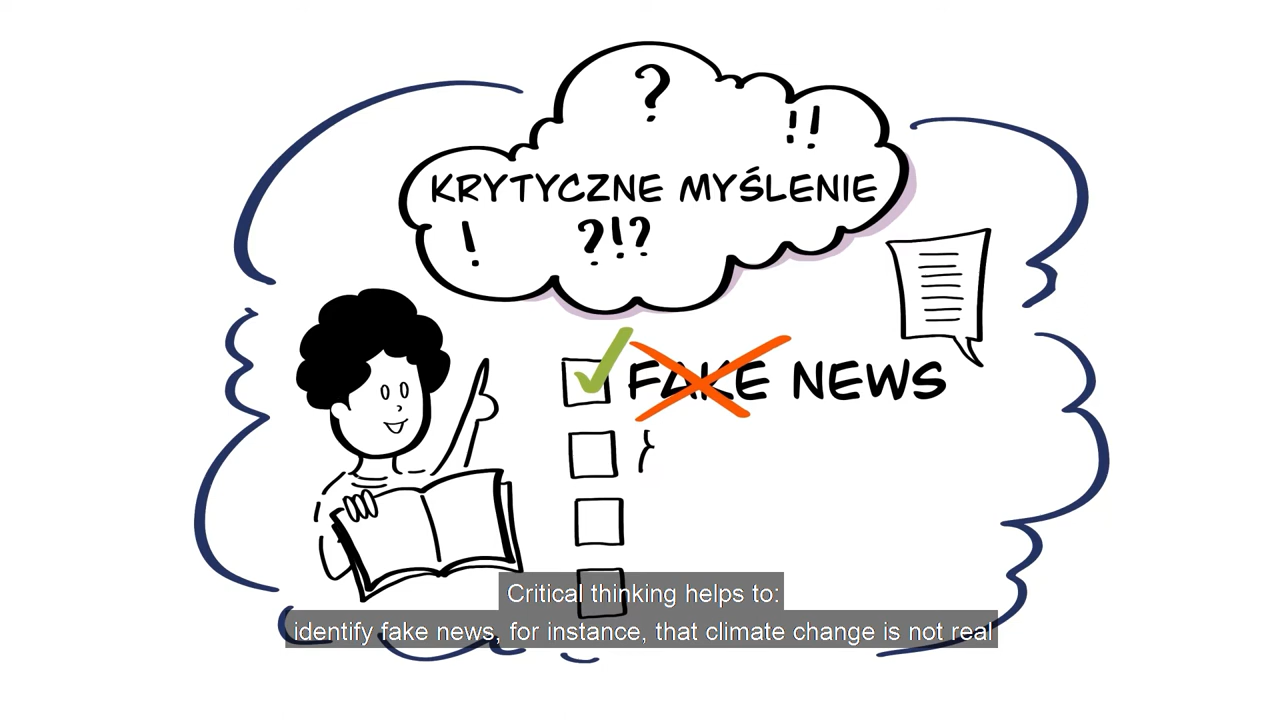 ?
!!
KRYTYCZNE MYŚLENIE
! ?!?
FAKE NEWS
Critical thinking helps to:
identify fake news, for instance, that climate change is not real